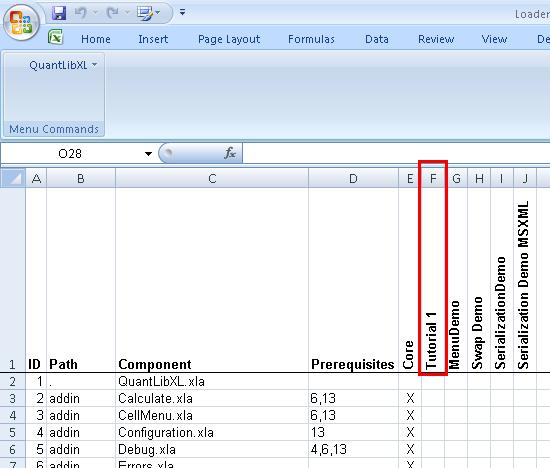 Loader
Home Insert Page Layout Formulas Data Review View De
QuantLibXL
Menu Commands
O28 fx
A B C D E F G H I J
1 ID Path Component Prerequisites Core Tutorial 1 MenuDemo Swap Demo SerializationDemo Serialization Demo MSXML
2 1 . QuantLibXL.xla
3 2 addin Calculate.xla 6,13 X
4 3 addin CellMenu.xla 6,13 X
5 4 addin Configuration.xla 13 X
6 5 addin Debug.xla 4,6,13 X
7 6 addin Errors.xla X